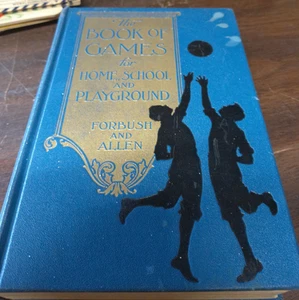 The
BOOK OF
GAMES
for
HOME, SCHOOL
AND
PLAYGROUND
FORBUSH
AND
ALLEN